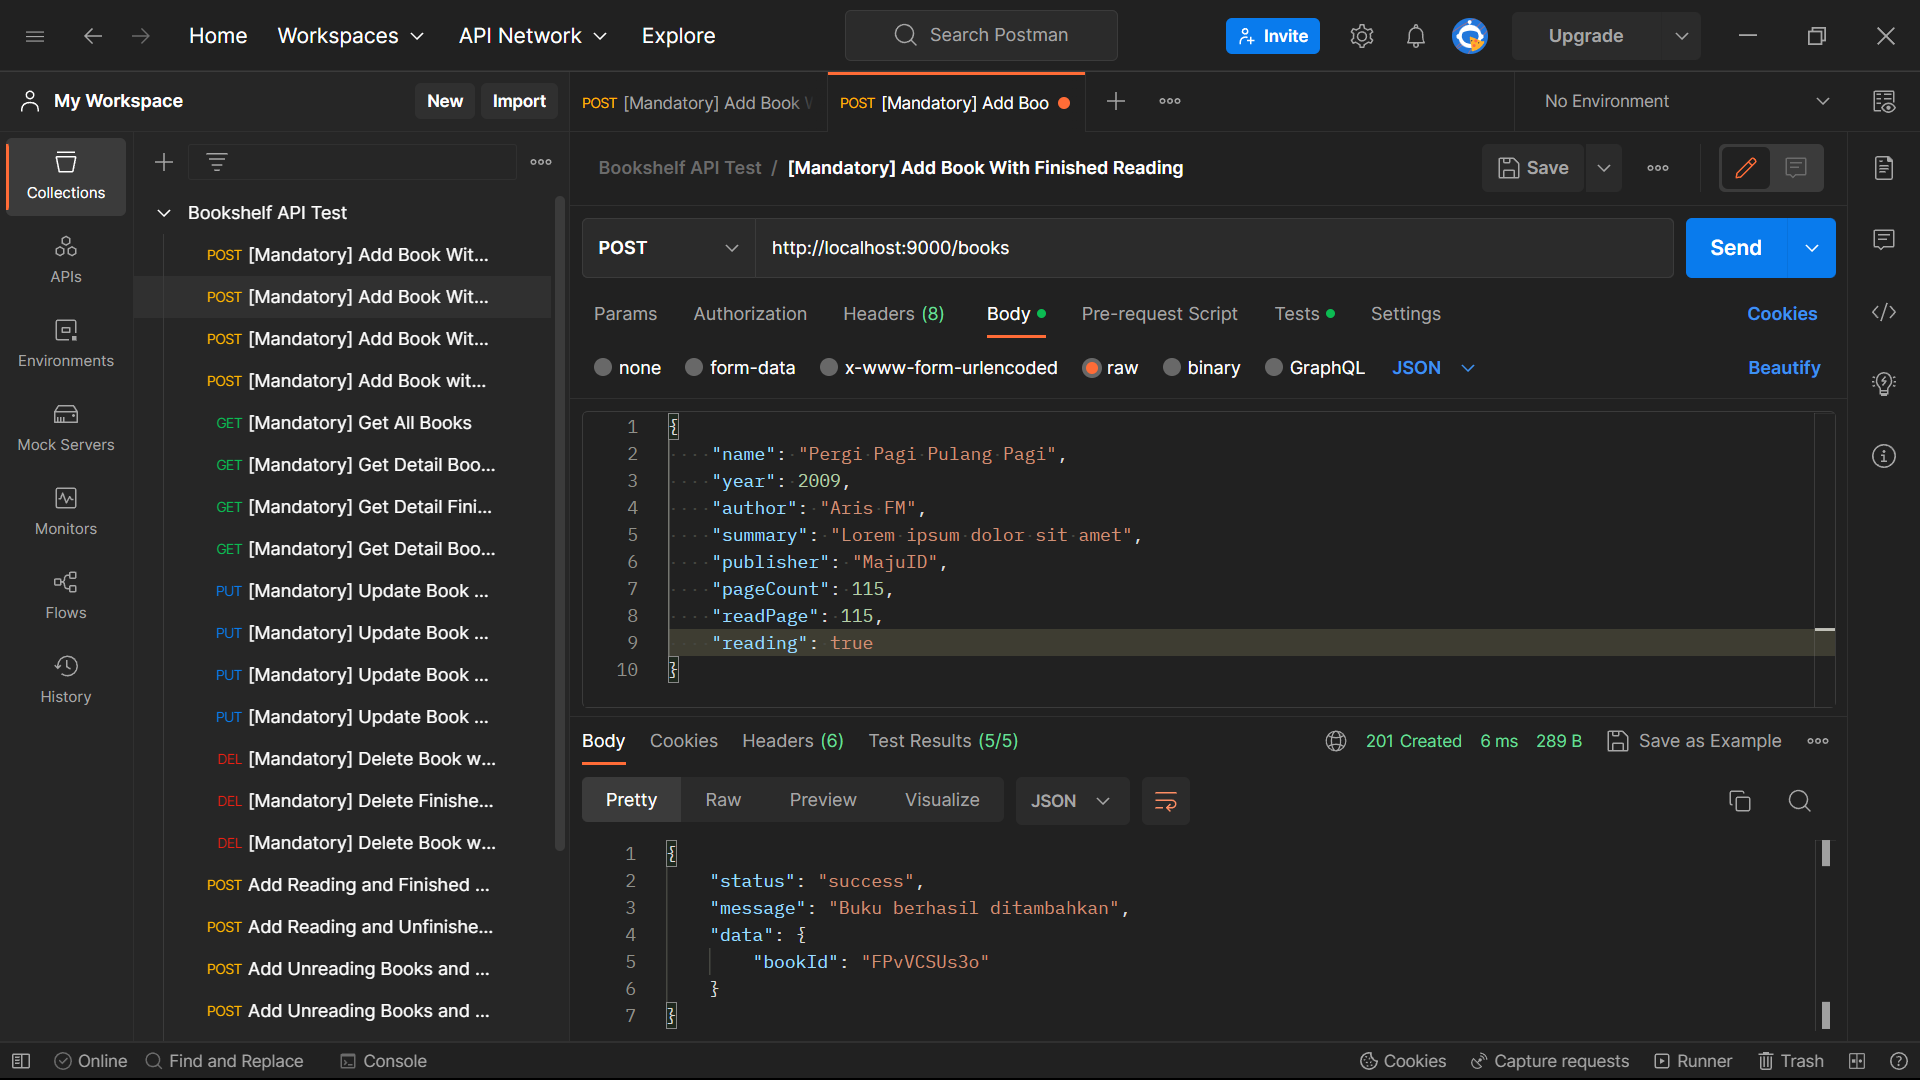 Home Workspaces API Network Explore Search Postman Invite Upgrade
My Workspace New Import
POST [Mandatory] Add Book POST [Mandatory] Add Boo No Environment
Collections
APIs
Environments
Mock Servers
Monitors
Flows
History
Bookshelf API Test
POST [Mandatory] Add Book Wit...
POST [Mandatory] Add Book Wit...
POST [Mandatory] Add Book Wit...
POST [Mandatory] Add Book wit...
GET [Mandatory] Get All Books
GET [Mandatory] Get Detail Boo...
GET [Mandatory] Get Detail Fini...
GET [Mandatory] Get Detail Boo...
PUT [Mandatory] Update Book ...
PUT [Mandatory] Update Book ...
PUT [Mandatory] Update Book ...
PUT [Mandatory] Update Book ...
DEL [Mandatory] Delete Book w...
DEL [Mandatory] Delete Finishe...
DEL [Mandatory] Delete Book w...
POST Add Reading and Finished ...
POST Add Reading and Unfinishe...
POST Add Unreading Books and ...
POST Add Unreading Books and ...
Bookshelf API Test / [Mandatory] Add Book With Finished Reading Save
POST http://localhost:9000/books Send
Params Authorization Headers (8) Body Pre-request Script Tests Settings Cookies
none form-data x-www-form-urlencoded raw binary GraphQL JSON Beautify
1 {
2 "name": "Pergi Pagi Pulang Pagi",
3 "year": 2009,
4 "author": "Aris FM",
5 "summary": "Lorem ipsum dolor sit amet",
6 "publisher": "MajuID",
7 "pageCount": 115,
8 "readPage": 115,
9 "reading": true
10 }
Body Cookies Headers (6) Test Results (5/5) 201 Created 6 ms 289 B Save as Example
Pretty Raw Preview Visualize JSON
1 {
2 "status": "success",
3 "message": "Buku berhasil ditambahkan",
4 "data": {
5 "bookId": "FPvVCSUs3o"
6 }
7 }
Online Find and Replace Console Cookies Capture requests Runner Trash